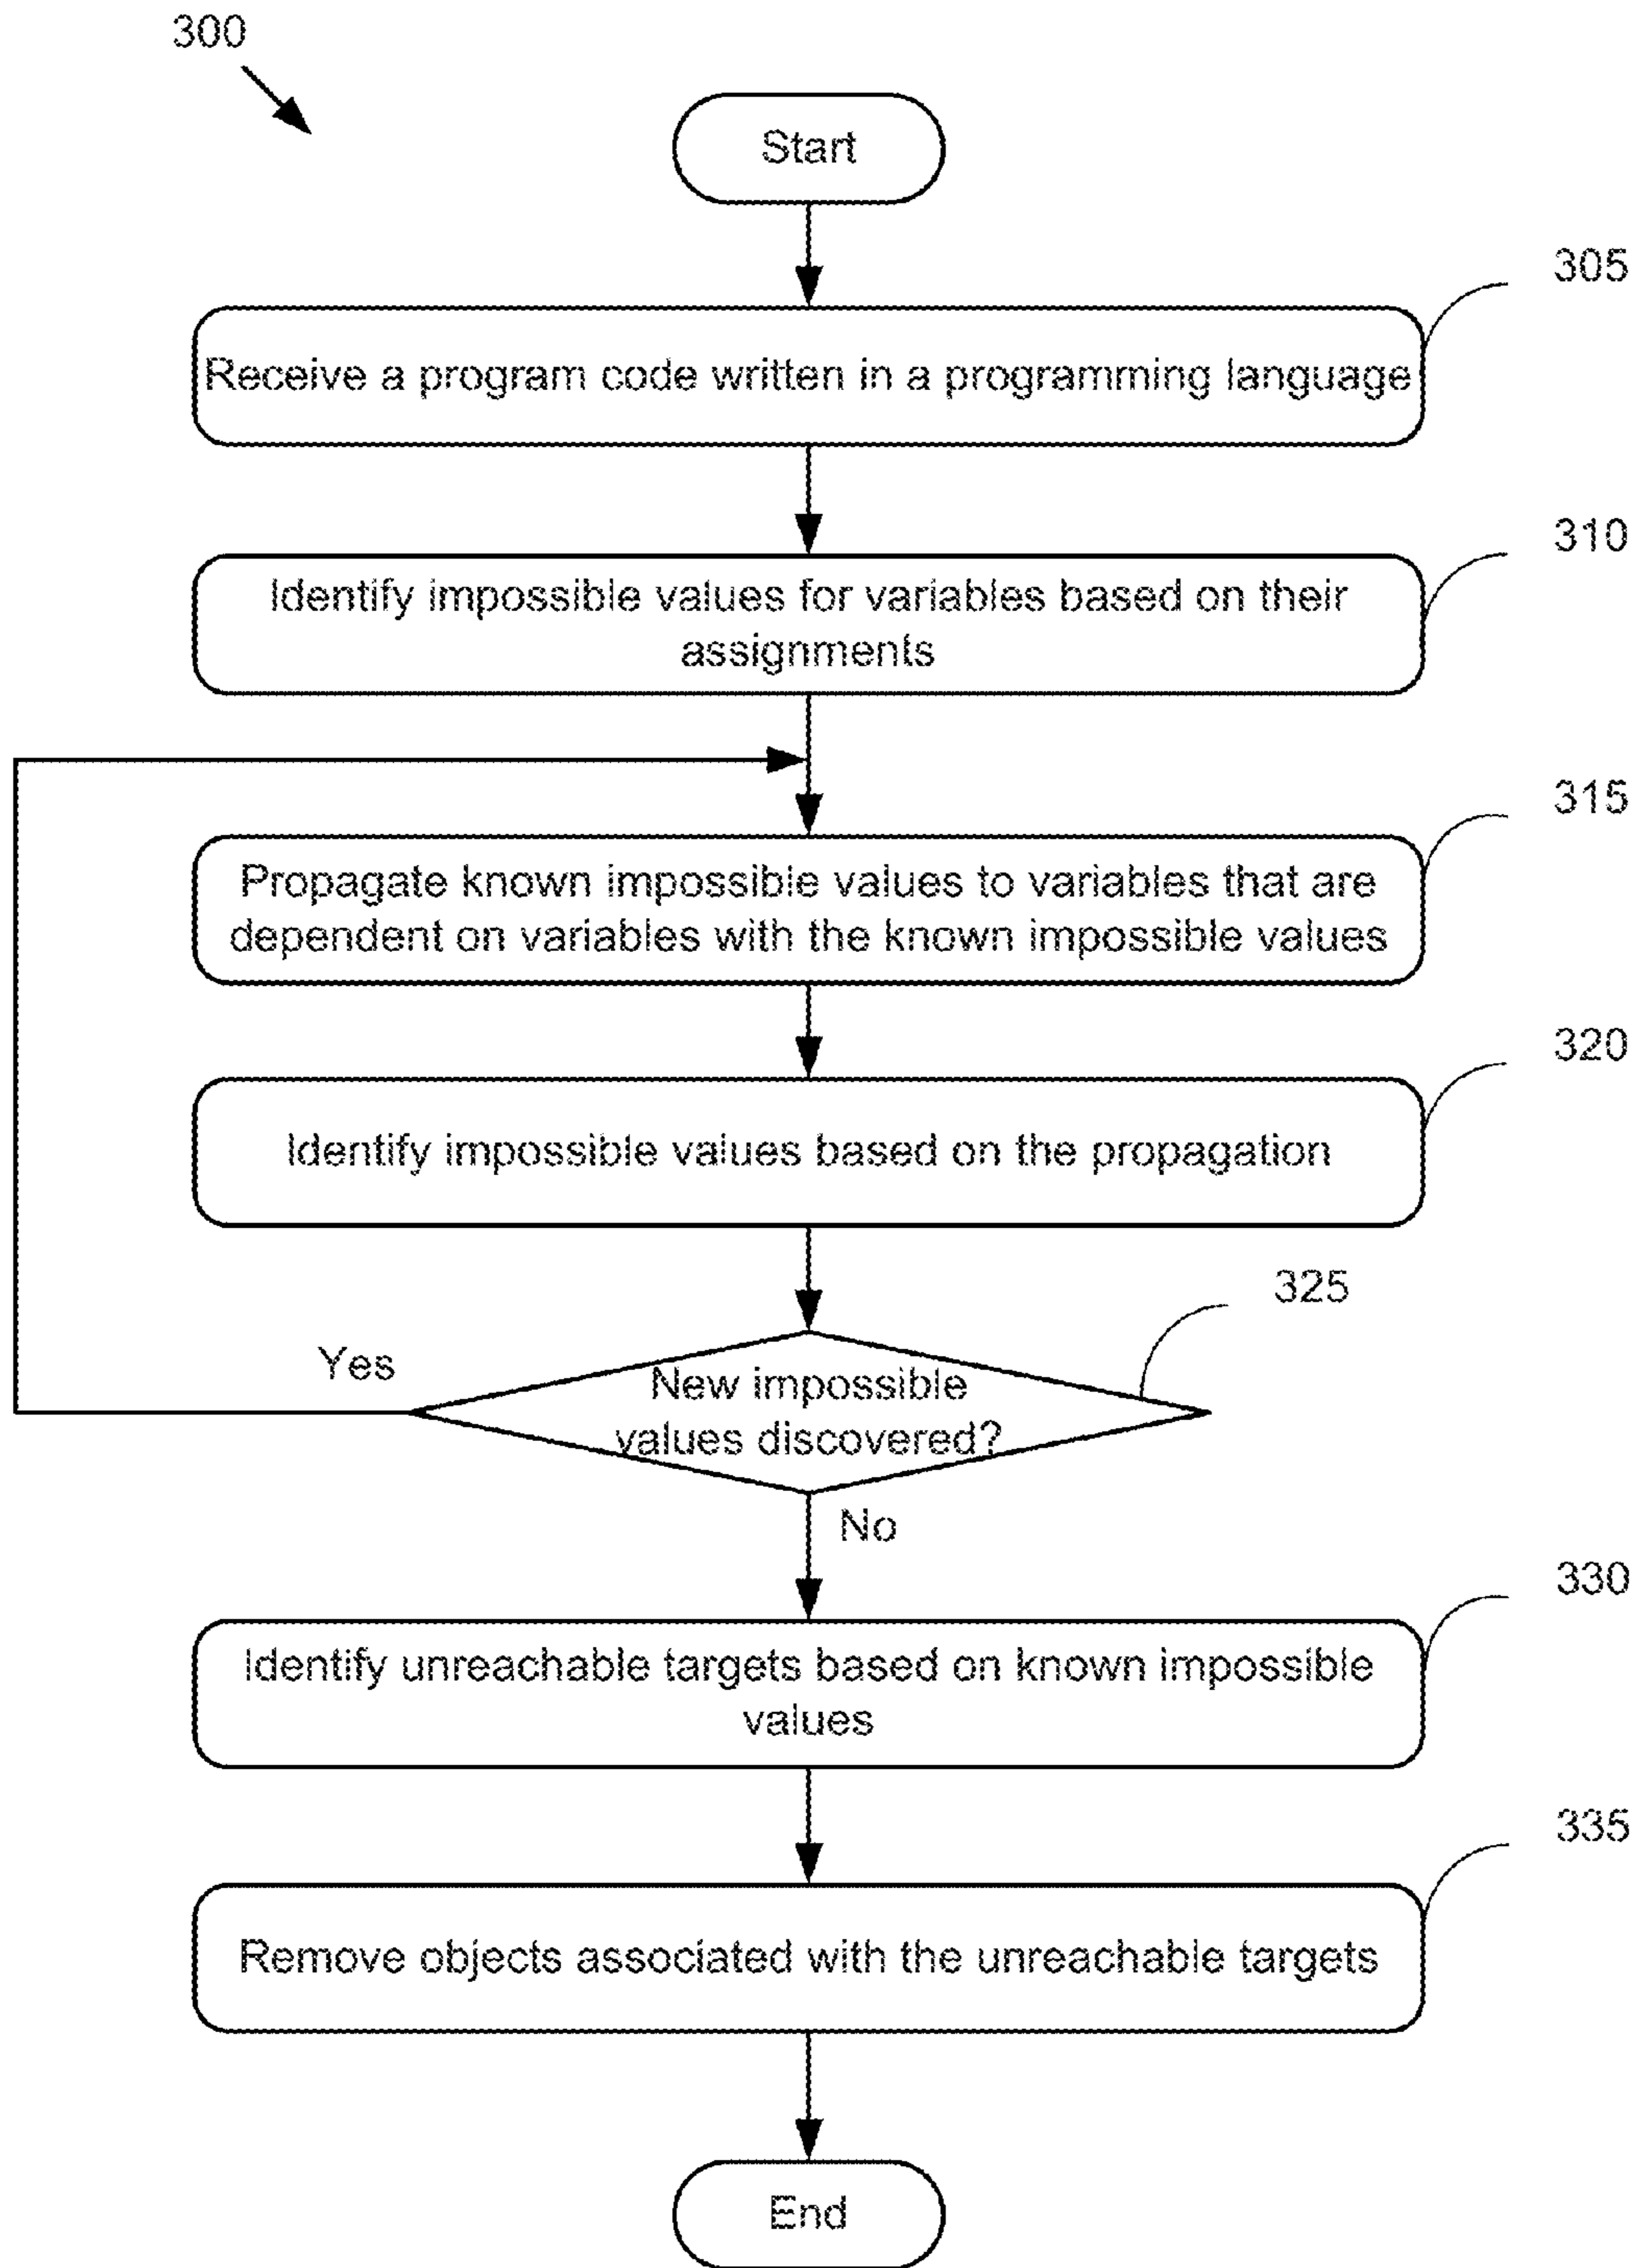 300
Start
305
Receive a program code written in a programming language
310
Identify impossible values for variables based on their
assignments
315
Propagate known impossible values to variables that are
dependent on variables with the known impossible values
320
Identify impossible values based on the propagation
325
Yes
New impossible
values discovered?
No
330
Identify unreachable targets based on known impossible
values
335
Remove objects associated with the unreachable targets
End